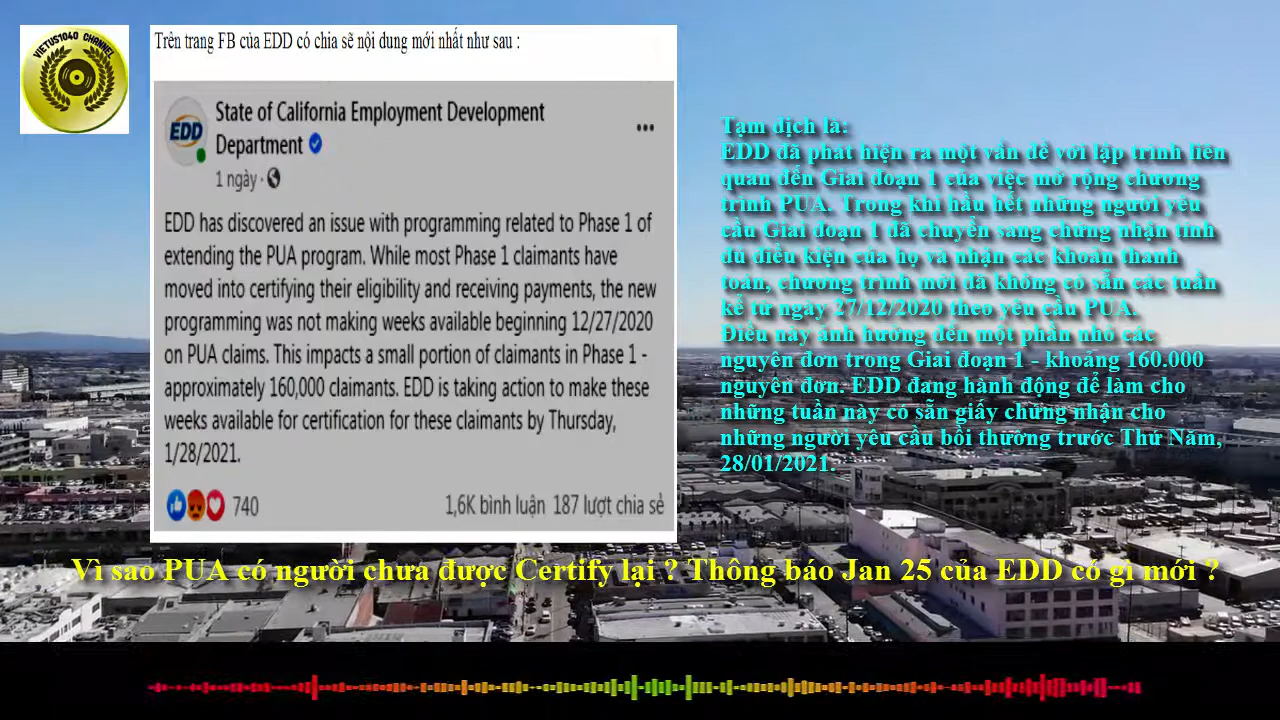 VIETUS1040 CHANNEL
Trên trang FB của EDD có chia sẽ nội dung mới nhất như sau :
EDD
State of California Employment Development
Department
1 ngày ·
EDD has discovered an issue with programming related to Phase 1 of
extending the PUA program. While most Phase 1 claimants have
moved into certifying their eligibility and receiving payments, the new
programming was not making weeks available beginning 12/27/2020
on PUA claims. This impacts a small portion of claimants in Phase 1 -
approximately 160,000 claimants. EDD is taking action to make these
weeks available for certification for these claimants by Thursday,
1/28/2021.
740
1,6K bình luận 187 lượt chia sẻ
Tạm dịch là:
EDD đã phát hiện ra một vấn đề với lập trình liên
quan đến Giai đoạn 1 của việc mở rộng chương
trình PUA. Trong khi hầu hết những người yêu
cầu Giai đoạn 1 đã chuyển sang chứng nhận tính
đủ điều kiện của họ và nhận các khoản thanh
toán, chương trình mới đã không có sẵn các tuần
kể từ ngày 27/12/2020 theo yêu cầu PUA.
Điều này ảnh hưởng đến một phần nhỏ các
nguyên đơn trong Giai đoạn 1 - khoảng 160.000
nguyên đơn. EDD đang hành động để làm cho
những tuần này có sẵn giấy chứng nhận cho
những người yêu cầu bồi thường trước Thứ Năm,
28/01/2021.
Vì sao PUA có người chưa được Certify lại ? Thông báo Jan 25 của EDD có gì mới ?